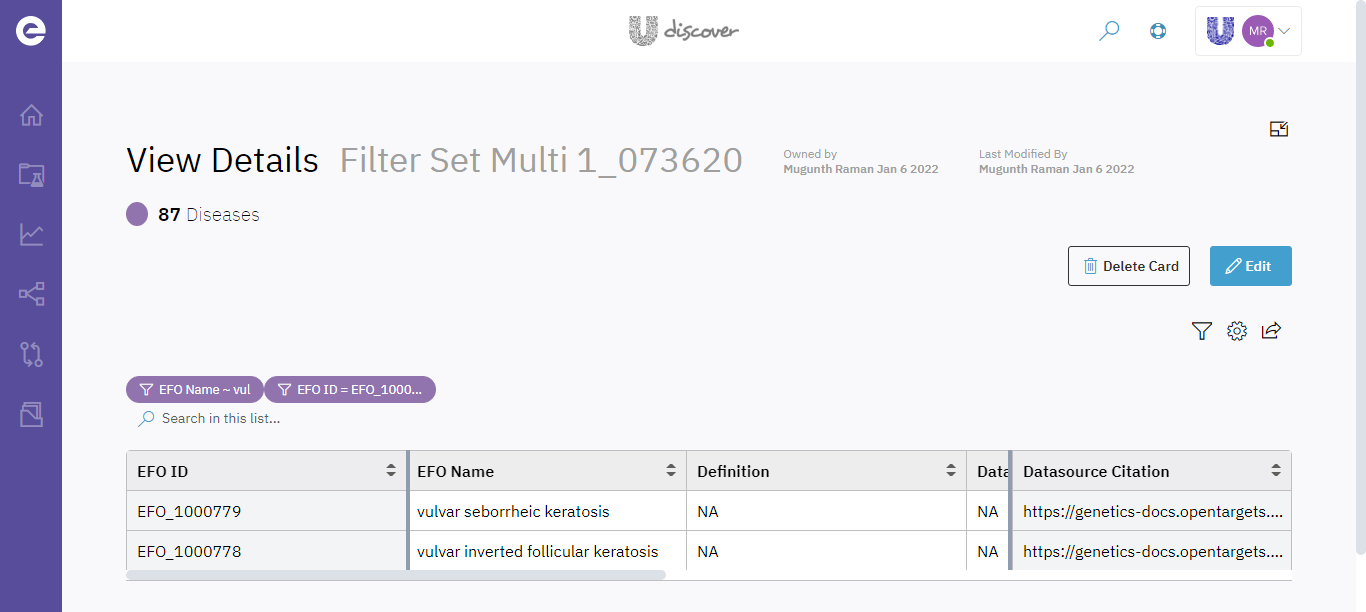 e
U discover
MR
View Details Filter Set Multi 1_073620
Owned by
Mugunth Raman Jan 6 2022
Last Modified By
Mugunth Raman Jan 6 2022
87 Diseases
Delete Card
Edit
EFO Name ~ vul
EFO ID = EFO_1000...
Search in this list...
EFO ID EFO Name Definition Data Datasource Citation
EFO_1000779 vulvar seborrheic keratosis NA NA https://genetics-docs.opentargets....
EFO_1000778 vulvar inverted follicular keratosis NA NA https://genetics-docs.opentargets....